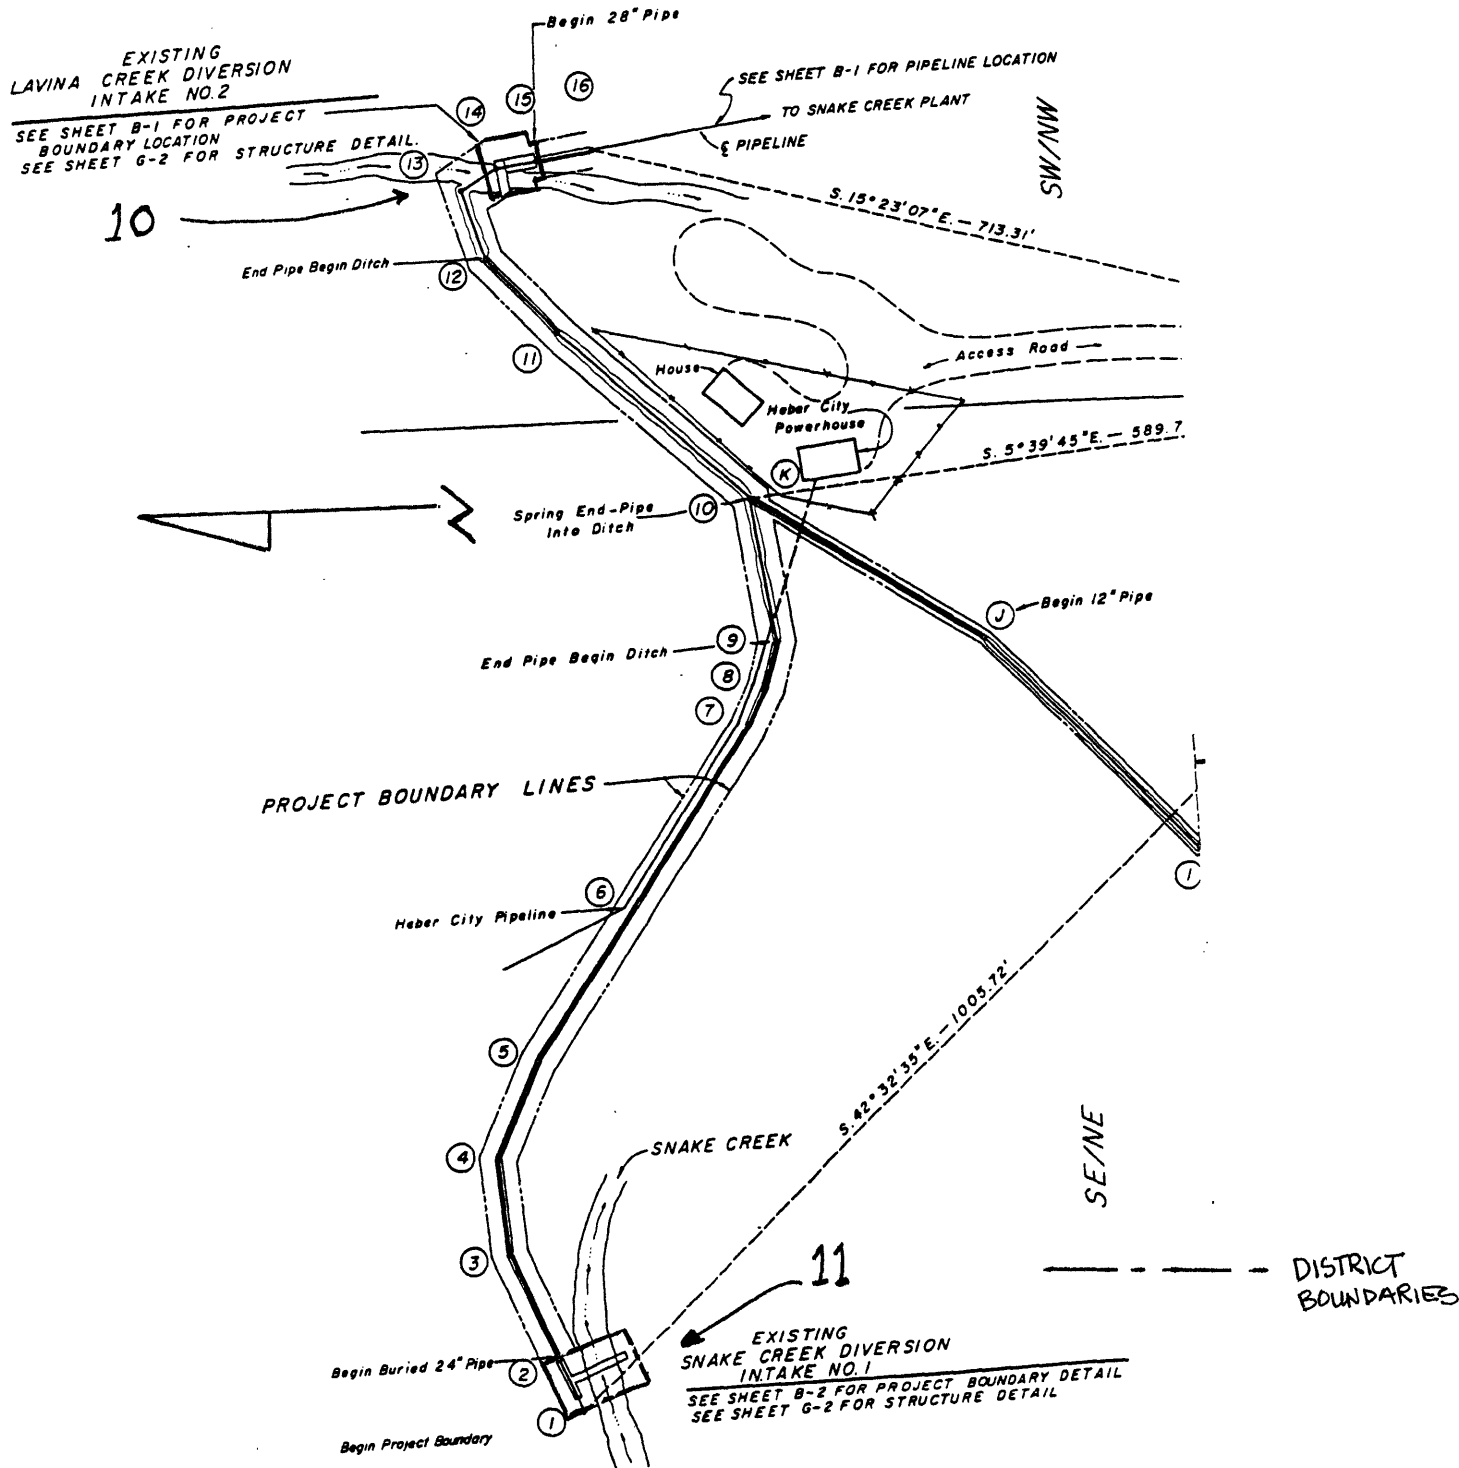 Begin 28" Pipe
EXISTING
LAVINA CREEK DIVERSION
INTAKE NO.2
SEE SHEET B-1 FOR PROJECT
BOUNDARY LOCATION
SEE SHEET G-2 FOR STRUCTURE DETAIL.
14
15
16
SEE SHEET B-1 FOR PIPELINE LOCATION
TO SNAKE CREEK PLANT
℄ PIPELINE
SW/NW
13
10
S. 15° 23' 07" E. - 713.31'
End Pipe Begin Ditch
12
11
House
Access Road
Heber City
Powerhouse
S. 5° 39' 45" E. - 589.7
K
Spring End-Pipe
Into Ditch
10
J
Begin 12" Pipe
End Pipe Begin Ditch
9
8
7
PROJECT BOUNDARY LINES
6
Heber City Pipeline
I
5
S. 42° 32' 35" E. - 1005.72'
4
SNAKE CREEK
SE/NE
3
11
DISTRICT
BOUNDARIES
EXISTING
SNAKE CREEK DIVERSION
INTAKE NO.1
SEE SHEET B-2 FOR PROJECT BOUNDARY DETAIL
SEE SHEET G-2 FOR STRUCTURE DETAIL
Begin Buried 24" Pipe
2
1
Begin Project Boundary